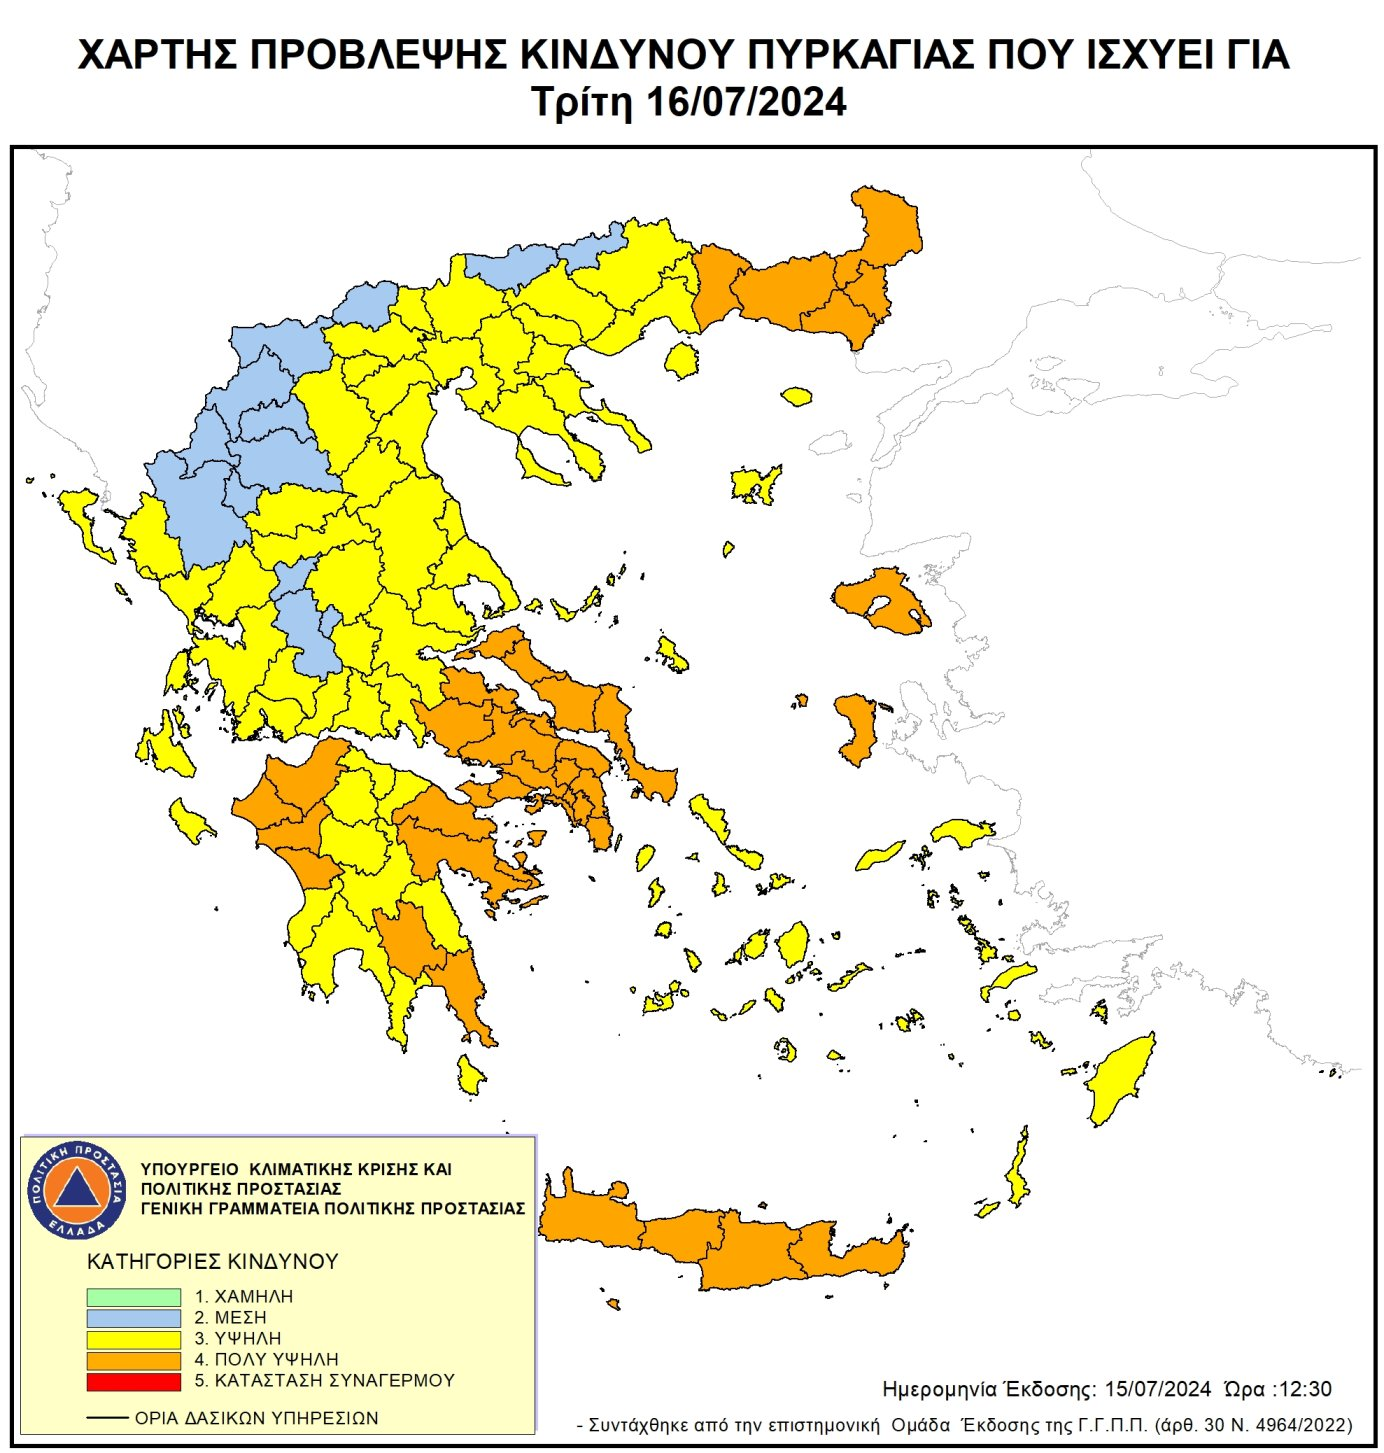 ΧΑΡΤΗΣ ΠΡΟΒΛΕΨΗΣ ΚΙΝΔΥΝΟΥ ΠΥΡΚΑΓΙΑΣ ΠΟΥ ΙΣΧΥΕΙ ΓΙΑ
Τρίτη 16/07/2024
ΠΟΛΙΤΙΚΗ ΠΡΟΣΤΑΣΙΑ
ΕΛΛΑΔΑ
ΥΠΟΥΡΓΕΙΟ ΚΛΙΜΑΤΙΚΗΣ ΚΡΙΣΗΣ ΚΑΙ
ΠΟΛΙΤΙΚΗΣ ΠΡΟΣΤΑΣΙΑΣ
ΓΕΝΙΚΗ ΓΡΑΜΜΑΤΕΙΑ ΠΟΛΙΤΙΚΗΣ ΠΡΟΣΤΑΣΙΑΣ
ΚΑΤΗΓΟΡΙΕΣ ΚΙΝΔΥΝΟΥ
1. ΧΑΜΗΛΗ
2. ΜΕΣΗ
3. ΥΨΗΛΗ
4. ΠΟΛΥ ΥΨΗΛΗ
5. ΚΑΤΑΣΤΑΣΗ ΣΥΝΑΓΕΡΜΟΥ
ΟΡΙΑ ΔΑΣΙΚΩΝ ΥΠΗΡΕΣΙΩΝ
Ημερομηνία Έκδοσης: 15/07/2024 Ώρα :12:30
- Συντάχθηκε από την επιστημονική Ομάδα Έκδοσης της Γ.Γ.Π.Π. (άρθ. 30 Ν. 4964/2022)